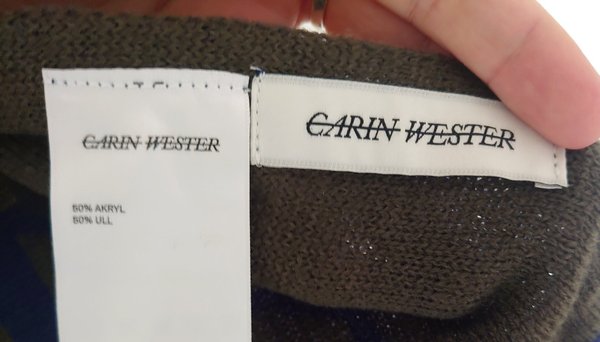 CARIN WESTER
50% AKRYL
50% ULL
CARIN WESTER